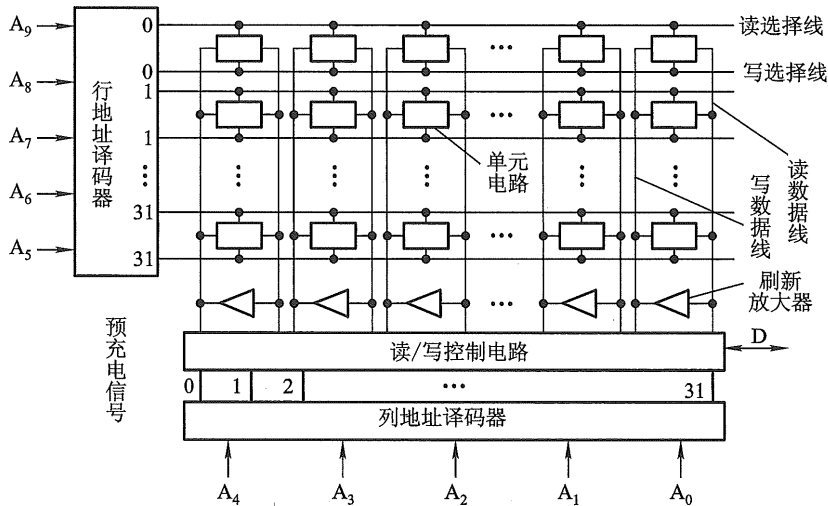 A₉
A₈
A₇
A₆
A₅
行地址译码器
0
0
1
1
⋮
31
31
读选择线
写选择线
单元
电路
写数据线
读数据线
刷新
放大器
预充电信号
读/写控制电路
D
0 1 2 … 31
列地址译码器
A₄ A₃ A₂ A₁ A₀